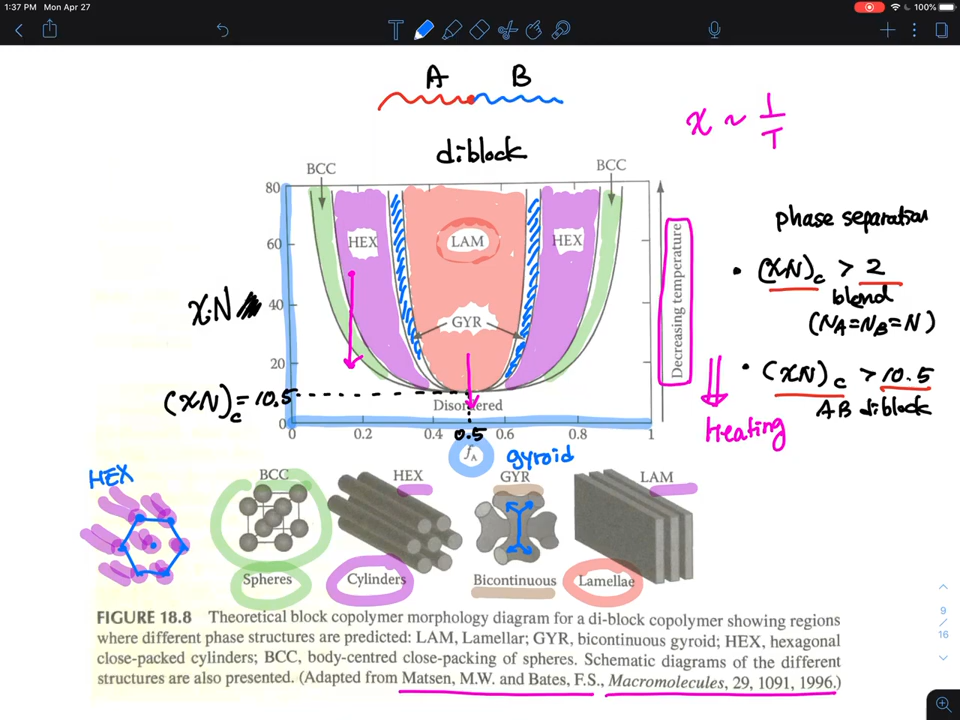 1:37 PM Mon Apr 27
100%
A B
χ ~ 1/T
diblock
BCC
BCC
80
60
40
20
0
HEX
LAM
HEX
GYR
Disordered
χ·N
(χN)c = 10.5
0 0.2 0.4 0.5 0.6 0.8 1
fA
Decreasing temperature
phase separation
• (χN)c > 2
blend
(NA=NB=N)
• (χN)c > 10.5
AB diblock
Heating
gyroid
HEX
BCC
HEX
GYR
LAM
Spheres
Cylinders
Bicontinuous
Lamellae
FIGURE 18.8 Theoretical block copolymer morphology diagram for a di-block copolymer showing regions
where different phase structures are predicted: LAM, Lamellar; GYR, bicontinuous gyroid; HEX, hexagonal
close-packed cylinders; BCC, body-centred close-packing of spheres. Schematic diagrams of the different
structures are also presented. (Adapted from Matsen, M.W. and Bates, F.S., Macromolecules, 29, 1091, 1996.)
9
/
16